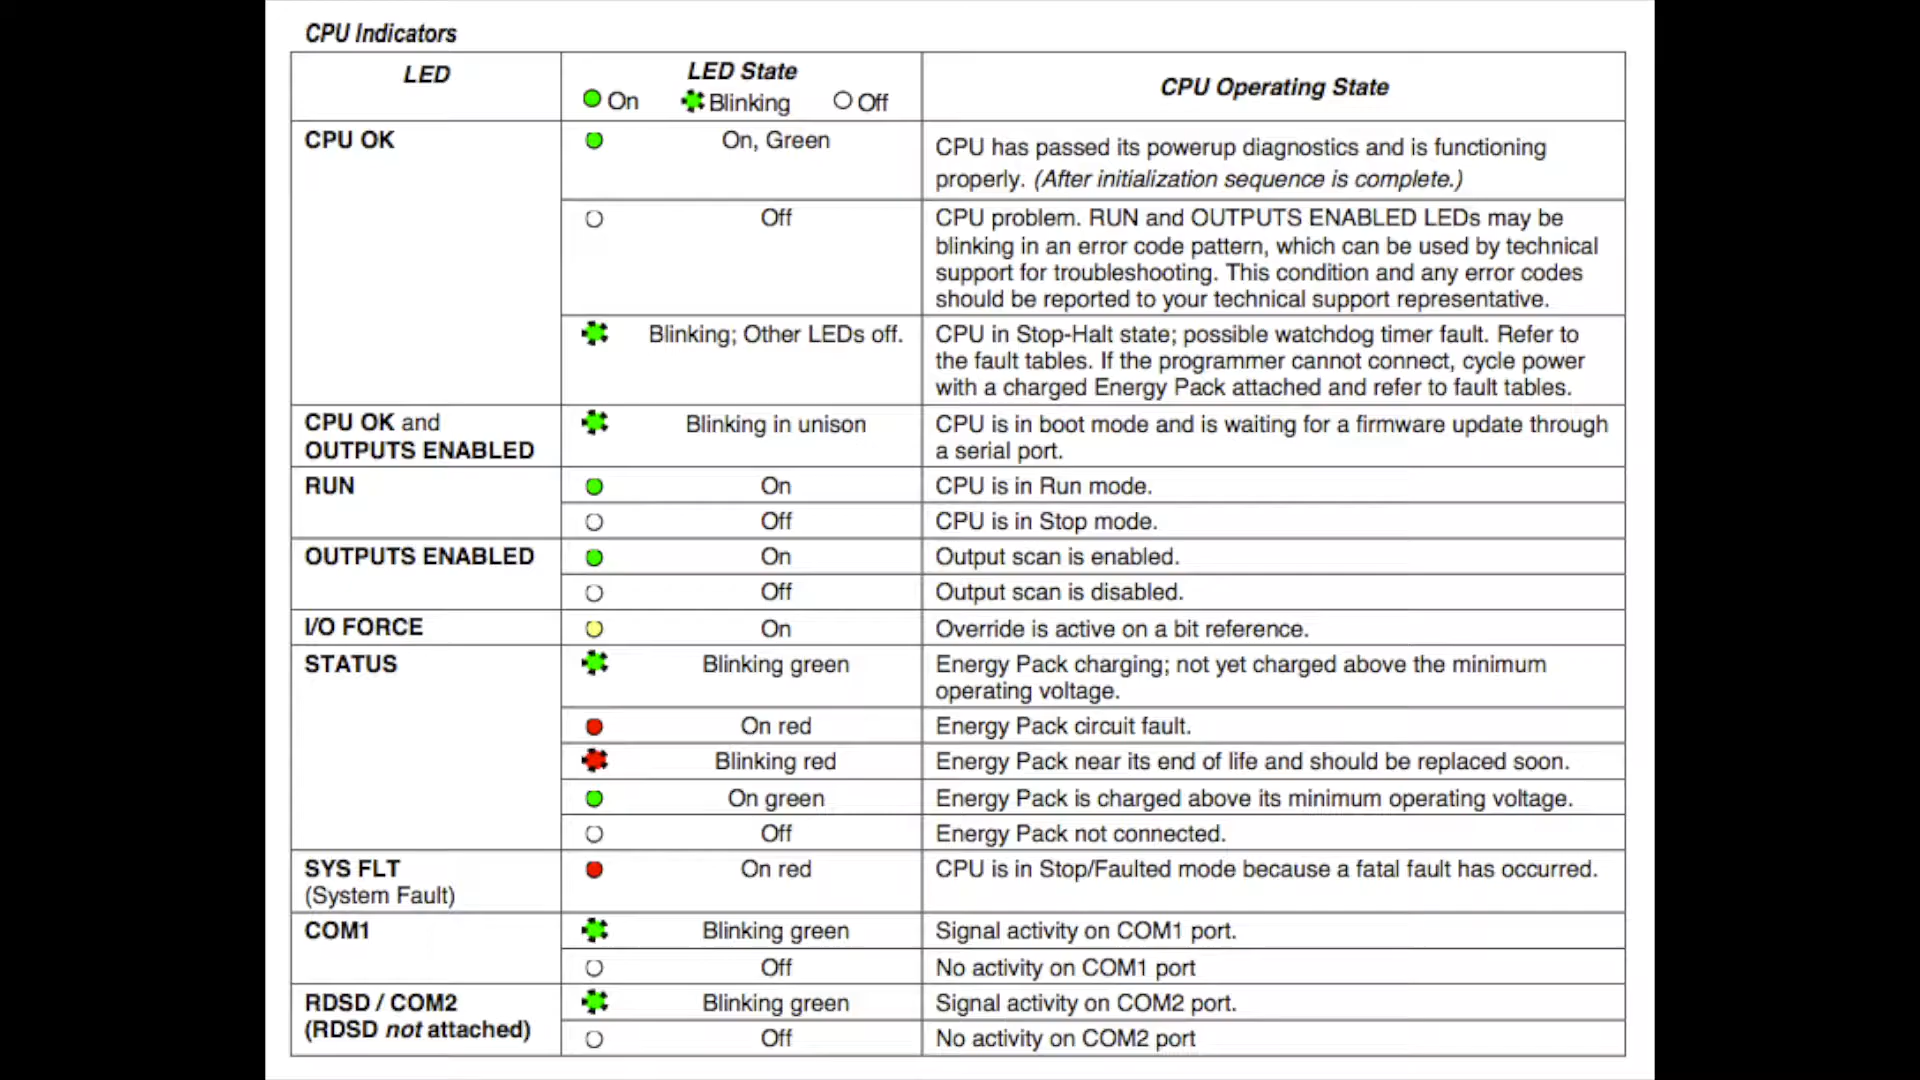 CPU Indicators
LED
LED State
On Blinking Off
CPU Operating State
CPU OK
On, Green
CPU has passed its powerup diagnostics and is functioning
properly. (After initialization sequence is complete.)
Off
CPU problem. RUN and OUTPUTS ENABLED LEDs may be
blinking in an error code pattern, which can be used by technical
support for troubleshooting. This condition and any error codes
should be reported to your technical support representative.
Blinking; Other LEDs off.
CPU in Stop-Halt state; possible watchdog timer fault. Refer to
the fault tables. If the programmer cannot connect, cycle power
with a charged Energy Pack attached and refer to fault tables.
CPU OK and
OUTPUTS ENABLED
Blinking in unison
CPU is in boot mode and is waiting for a firmware update through
a serial port.
RUN
On
CPU is in Run mode.
Off
CPU is in Stop mode.
OUTPUTS ENABLED
On
Output scan is enabled.
Off
Output scan is disabled.
I/O FORCE
On
Override is active on a bit reference.
STATUS
Blinking green
Energy Pack charging; not yet charged above the minimum
operating voltage.
On red
Energy Pack circuit fault.
Blinking red
Energy Pack near its end of life and should be replaced soon.
On green
Energy Pack is charged above its minimum operating voltage.
Off
Energy Pack not connected.
SYS FLT
(System Fault)
On red
CPU is in Stop/Faulted mode because a fatal fault has occurred.
COM1
Blinking green
Signal activity on COM1 port.
Off
No activity on COM1 port
RDSD / COM2
(RDSD not attached)
Blinking green
Signal activity on COM2 port.
Off
No activity on COM2 port